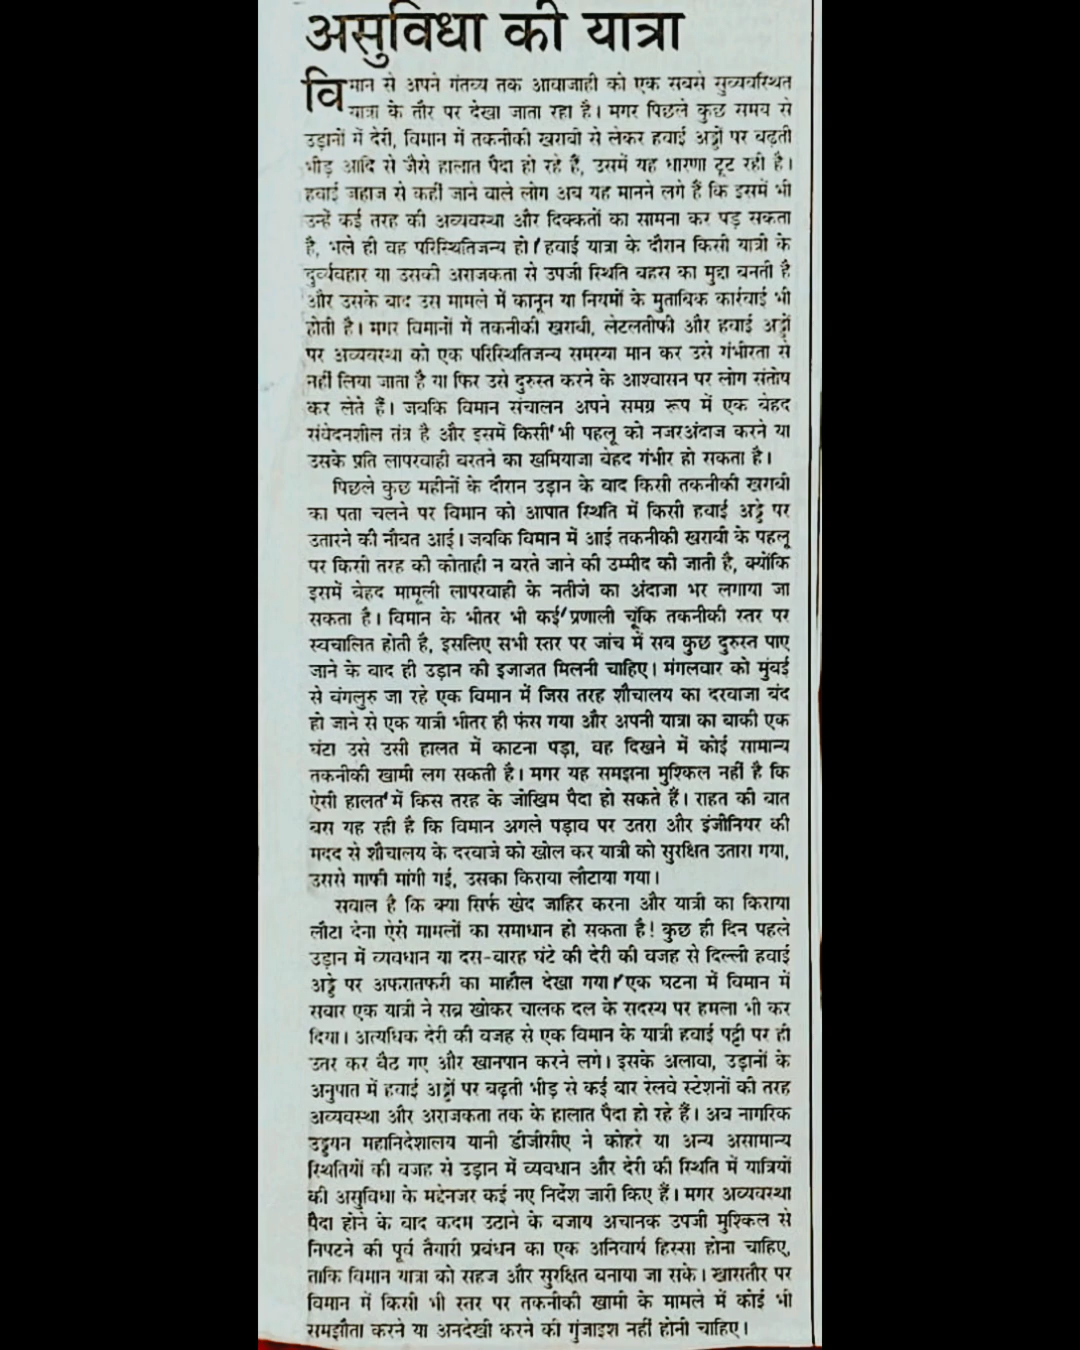 असुविधा की यात्रा
विमान से अपने गंतव्य तक आवाजाही को एक सबसे सुव्यवस्थित
यात्रा के तौर पर देखा जाता रहा है। मगर पिछले कुछ समय से
उड़ानों में देरी, विमान में तकनीकी खराबी से लेकर हवाई अड्डों पर बढ़ती
भीड़ आदि से जैसे हालात पैदा हो रहे हैं, उसमें यह धारणा टूट रही है।
हवाई जहाज से कहीं जाने वाले लोग अब यह मानने लगे हैं कि इसमें भी
उन्हें कई तरह की अव्यवस्था और दिक्कतों का सामना कर पड़ सकता
है, भले ही वह परिस्थितिजन्य हो। हवाई यात्रा के दौरान किसी यात्री के
दुर्व्यवहार या उसकी अराजकता से उपजी स्थिति बहस का मुद्दा बनती है
और उसके बाद उस मामले में कानून या नियमों के मुताबिक कार्रवाई भी
होती है। मगर विमानों में तकनीकी खराबी, लेटलतीफी और हवाई अड्डों
पर अव्यवस्था को एक परिस्थितिजन्य समस्या मान कर उसे गंभीरता से
नहीं लिया जाता है या फिर उसे दुरुस्त करने के आश्वासन पर लोग संतोष
कर लेते हैं। जबकि विमान संचालन अपने समग्र रूप में एक बेहद
संवेदनशील तंत्र है और इसमें किसी भी पहलू को नजरअंदाज करने या
उसके प्रति लापरवाही बरतने का खमियाजा बेहद गंभीर हो सकता है।
पिछले कुछ महीनों के दौरान उड़ान के बाद किसी तकनीकी खराबी
का पता चलने पर विमान को आपात स्थिति में किसी हवाई अड्डे पर
उतारने की नौबत आई। जबकि विमान में आई तकनीकी खराबी के पहलू
पर किसी तरह की कोताही न बरते जाने की उम्मीद की जाती है, क्योंकि
इसमें बेहद मामूली लापरवाही के नतीजे का अंदाजा भर लगाया जा
सकता है। विमान के भीतर भी कई प्रणाली चूंकि तकनीकी स्तर पर
स्वचालित होती है, इसलिए सभी स्तर पर जांच में सब कुछ दुरुस्त पाए
जाने के बाद ही उड़ान की इजाजत मिलनी चाहिए। मंगलवार को मुंबई
से बंगलुरु जा रहे एक विमान में जिस तरह शौचालय का दरवाजा बंद
हो जाने से एक यात्री भीतर ही फंस गया और अपनी यात्रा का बाकी एक
घंटा उसे उसी हालत में काटना पड़ा, वह दिखने में कोई सामान्य
तकनीकी खामी लग सकती है। मगर यह समझना मुश्किल नहीं है कि
ऐसी हालत में किस तरह के जोखिम पैदा हो सकते हैं। राहत की बात
बस यह रही है कि विमान अगले पड़ाव पर उतरा और इंजीनियर की
मदद से शौचालय के दरवाजे को खोल कर यात्री को सुरक्षित उतारा गया,
उससे माफी मांगी गई, उसका किराया लौटाया गया।
सवाल है कि क्या सिर्फ खेद जाहिर करना और यात्री का किराया
लौटा देना ऐसे मामलों का समाधान हो सकता है! कुछ ही दिन पहले
उड़ान में व्यवधान या दस-बारह घंटे की देरी की वजह से दिल्ली हवाई
अड्डे पर अफरातफरी का माहौल देखा गया। एक घटना में विमान में
सवार एक यात्री ने सब्र खोकर चालक दल के सदस्य पर हमला भी कर
दिया। अत्यधिक देरी की वजह से एक विमान के यात्री हवाई पट्टी पर ही
उतर कर बैठ गए और खानपान करने लगे। इसके अलावा, उड़ानों के
अनुपात में हवाई अड्डों पर बढ़ती भीड़ से कई बार रेलवे स्टेशनों की तरह
अव्यवस्था और अराजकता तक के हालात पैदा हो रहे हैं। अब नागरिक
उड्डयन महानिदेशालय यानी डीजीसीए ने कोहरे या अन्य असामान्य
स्थितियों की वजह से उड़ान में व्यवधान और देरी की स्थिति में यात्रियों
की असुविधा के मद्देनजर कई नए निर्देश जारी किए हैं। मगर अव्यवस्था
पैदा होने के बाद कदम उठाने के बजाय अचानक उपजी मुश्किल से
निपटने की पूर्व तैयारी प्रबंधन का एक अनिवार्य हिस्सा होना चाहिए,
ताकि विमान यात्रा को सहज और सुरक्षित बनाया जा सके। खासतौर पर
विमान में किसी भी स्तर पर तकनीकी खामी के मामले में कोई भी
समझौता करने या अनदेखी करने की गुंजाइश नहीं होनी चाहिए।